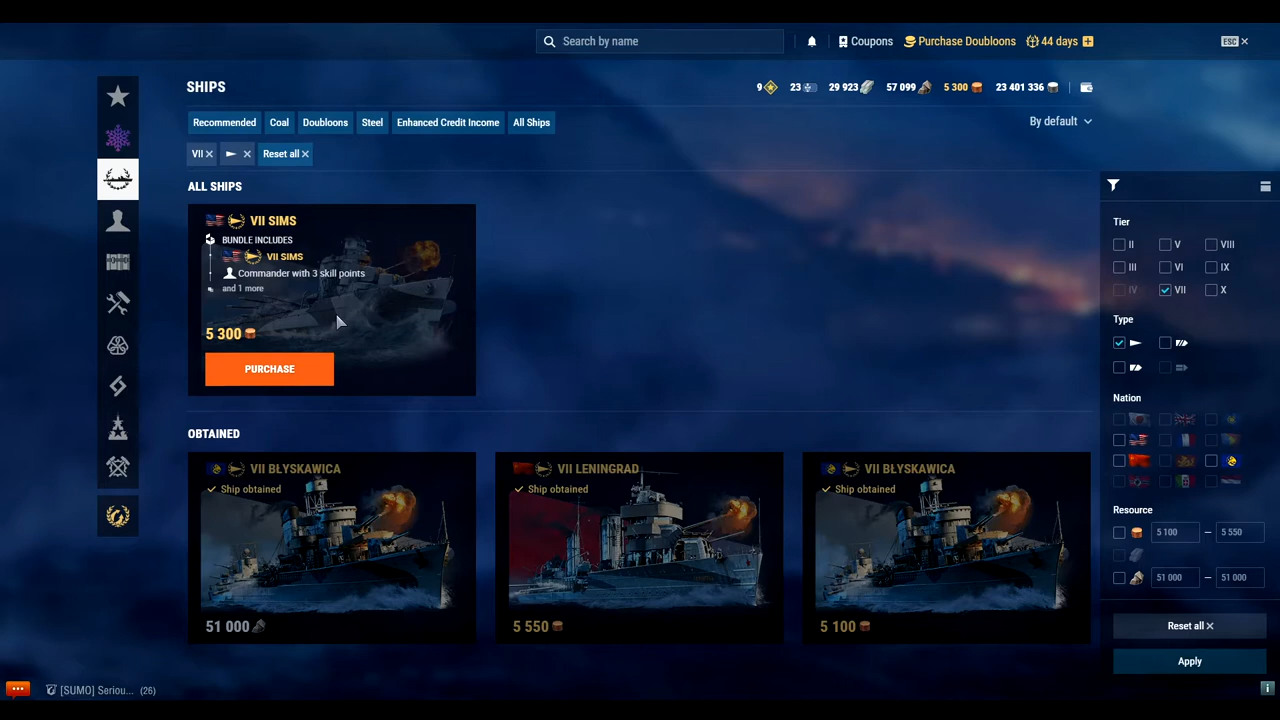 Search by name
Coupons
Purchase Doubloons
44 days
ESC
SHIPS
9
23
29 923
57 099
5 300
23 401 336
Recommended
Coal
Doubloons
Steel
Enhanced Credit Income
All Ships
By default
VII
Reset all
ALL SHIPS
VII SIMS
BUNDLE INCLUDES
VII SIMS
Commander with 3 skill points
and 1 more
5 300
PURCHASE
OBTAINED
VII BŁYSKAWICA
Ship obtained
51 000
VII LENINGRAD
Ship obtained
5 550
VII BŁYSKAWICA
Ship obtained
5 100
Tier
II
V
VIII
III
VI
IX
IV
VII
X
Type
Nation
Resource
5 100 – 5 550
51 000 – 51 000
Reset all
Apply
[SUMO] Seriou... (26)